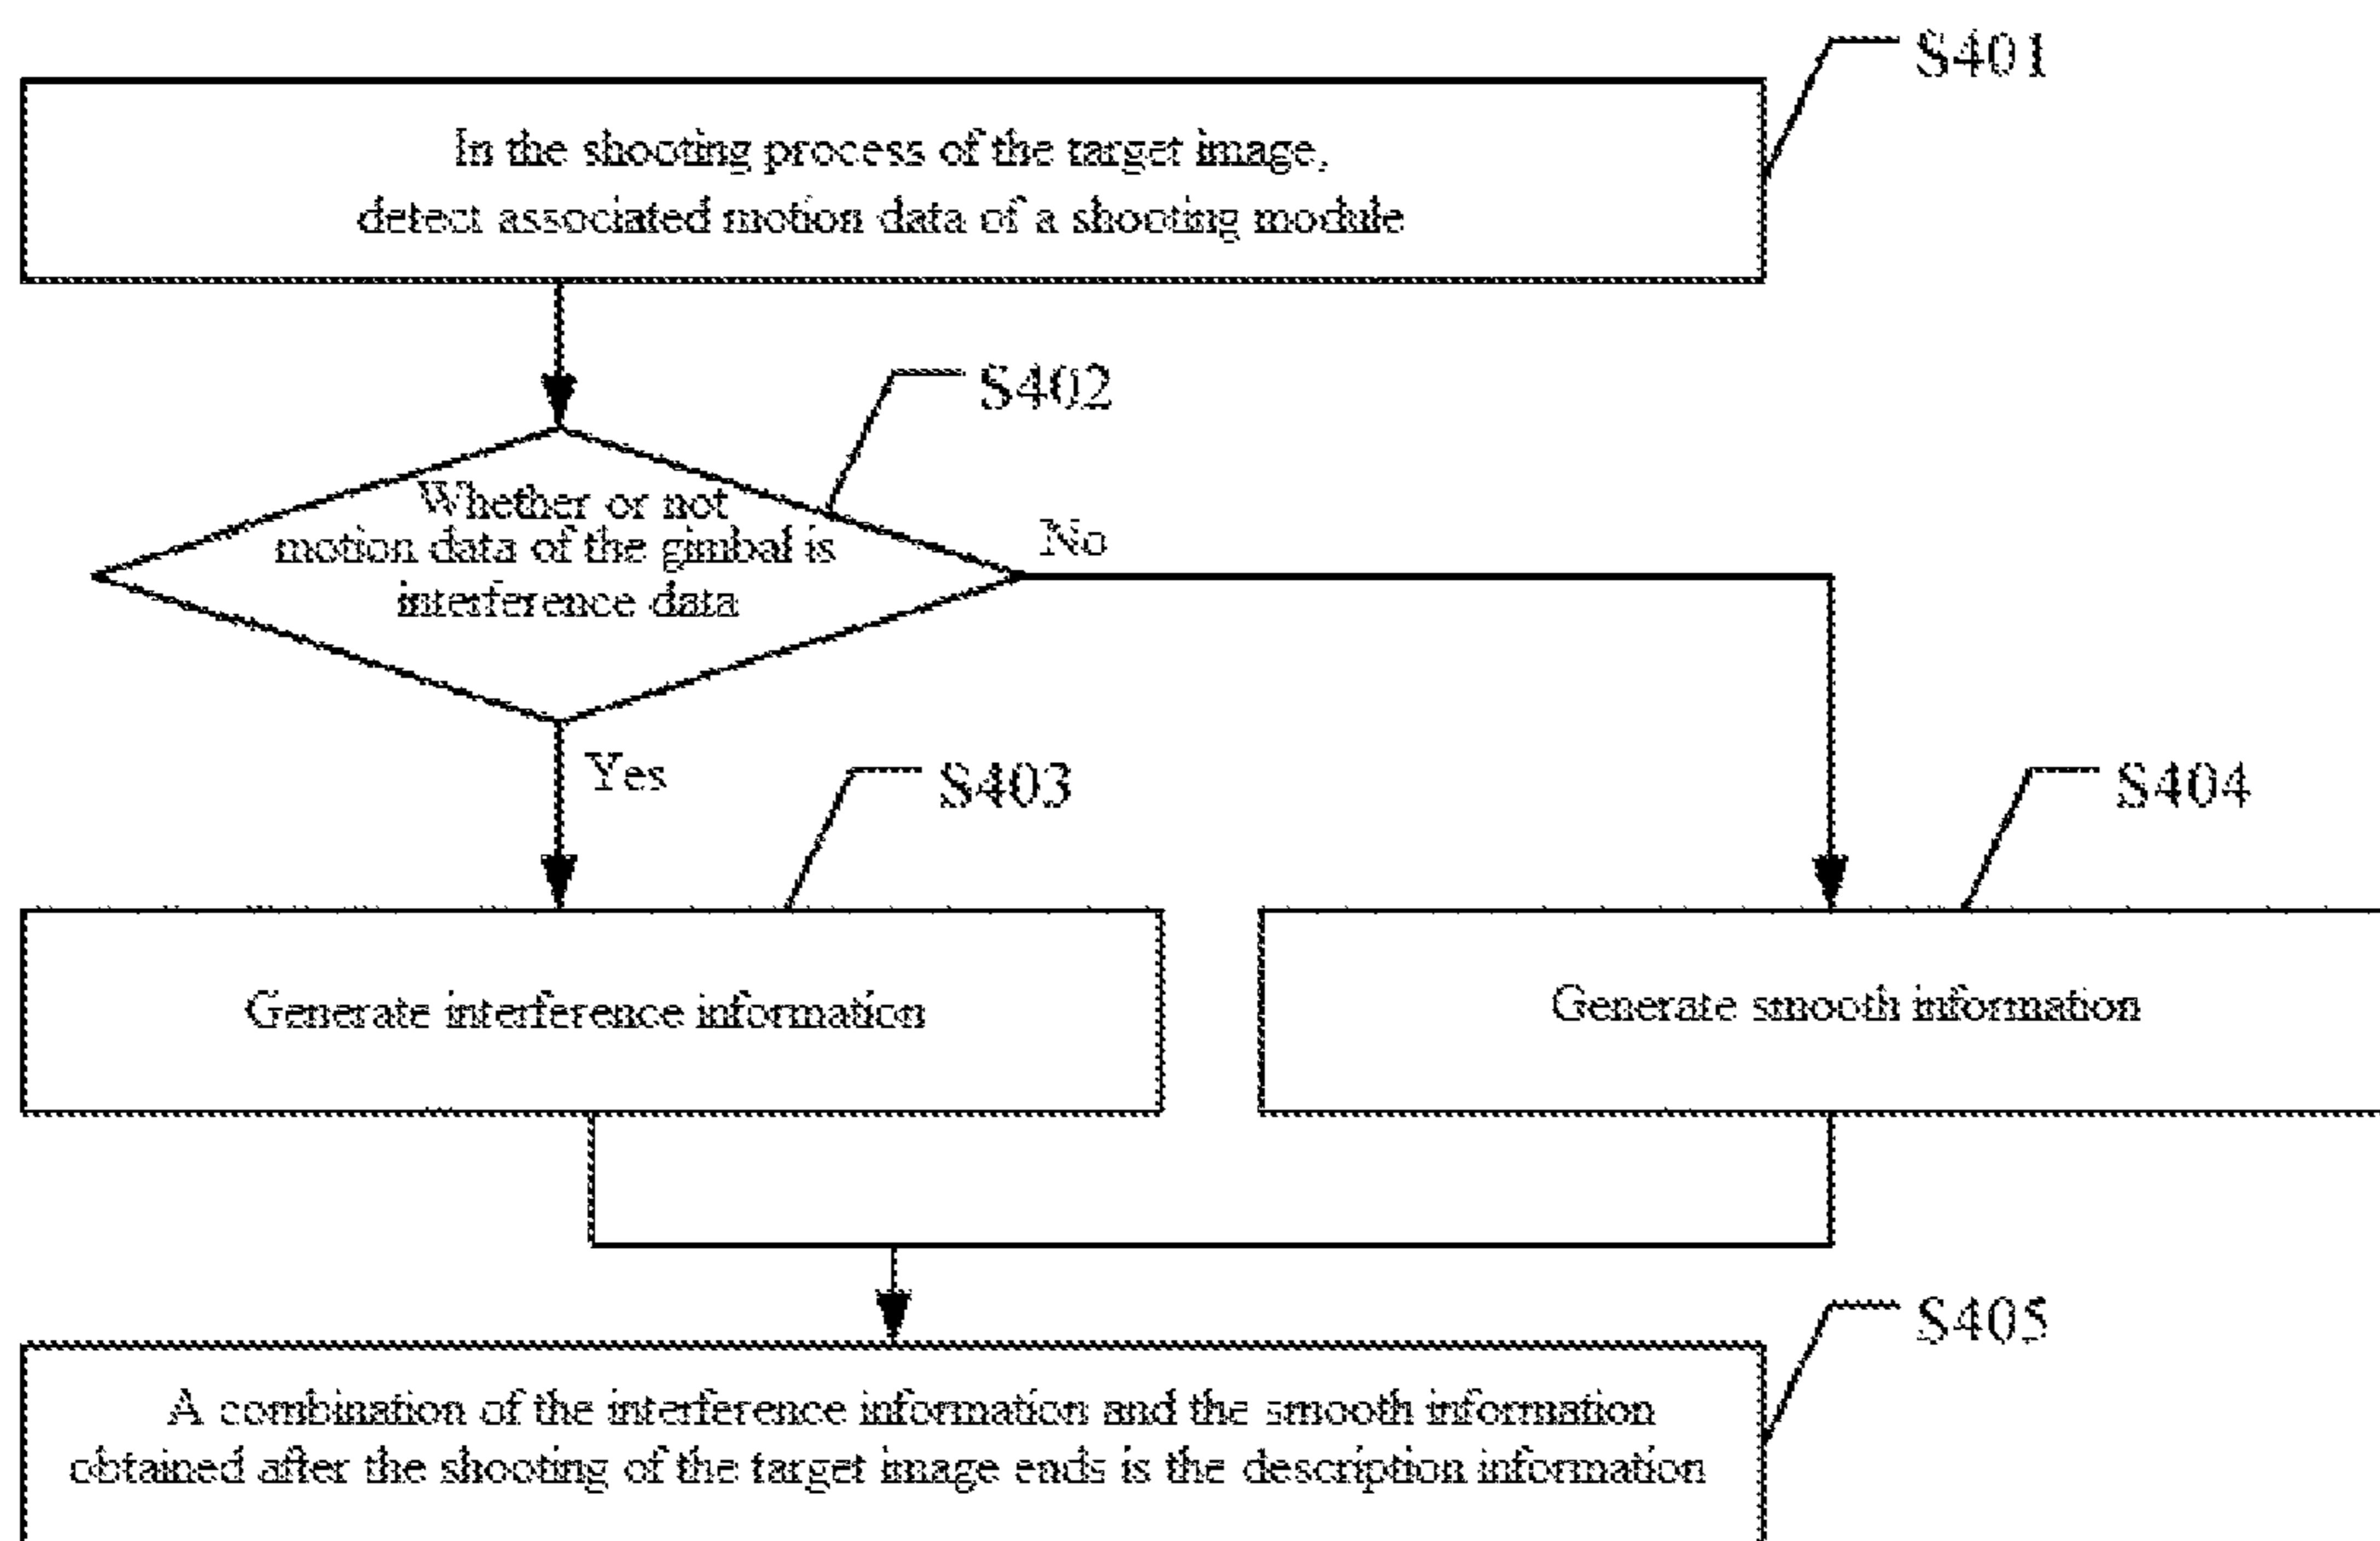 S401
In the shooting process of the target image,
detect associated motion data of a shooting module
S402
Whether or not
motion data of the gimbal is
interference data
No
Yes
S403
S404
Generate interference information
Generate smooth information
S405
A combination of the interference information and the smooth information
obtained after the shooting of the target image ends is the description information